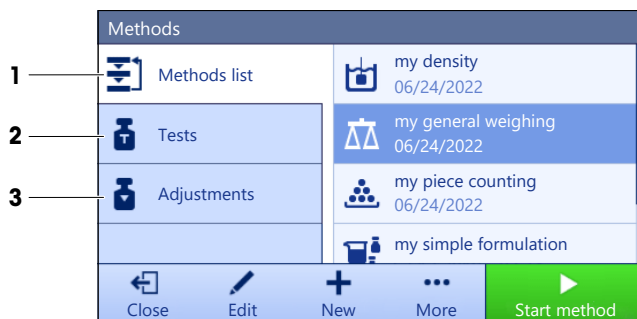 Methods
1
Methods list
2
T
Tests
3
Adjustments
my density
06/24/2022
my general weighing
06/24/2022
my piece counting
06/24/2022
my simple formulation
Close
Edit
New
More
Start method